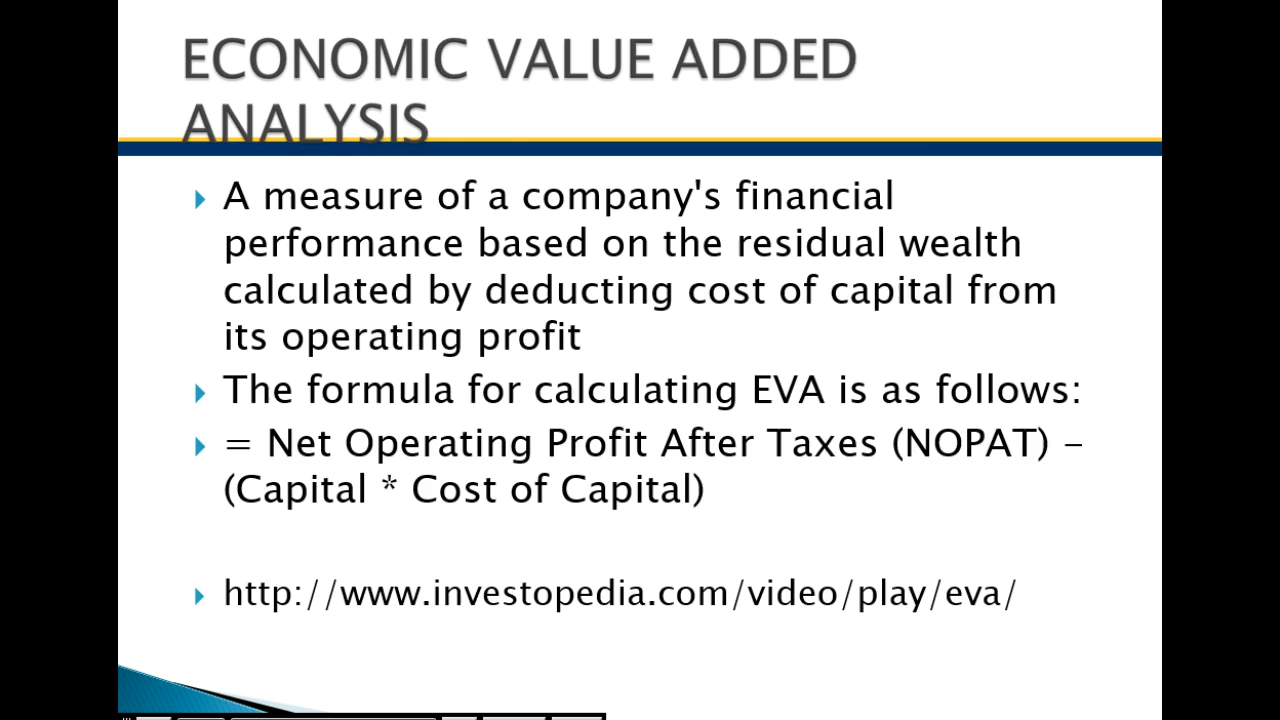 ECONOMIC VALUE ADDED
ANALYSIS
A measure of a company's financial
performance based on the residual wealth
calculated by deducting cost of capital from
its operating profit
The formula for calculating EVA is as follows:
= Net Operating Profit After Taxes (NOPAT) –
(Capital * Cost of Capital)
http://www.investopedia.com/video/play/eva/